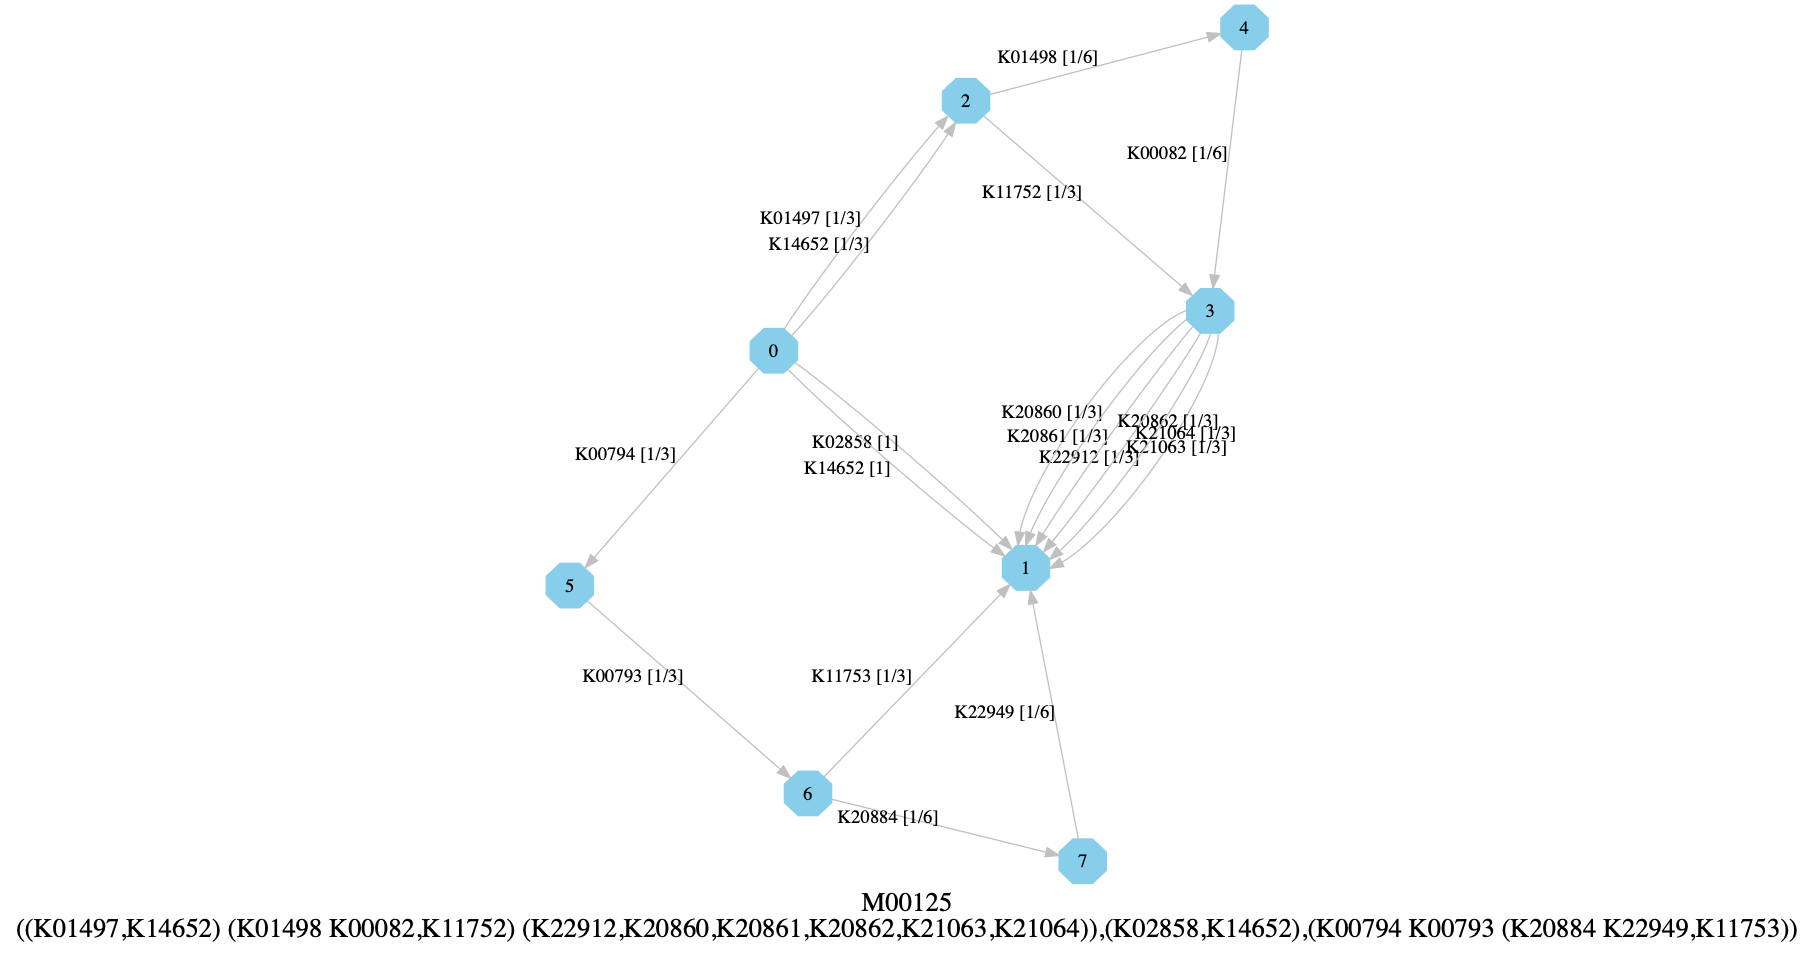 4
K01498 [1/6]
2
K00082 [1/6]
K11752 [1/3]
K01497 [1/3]
K14652 [1/3]
3
0
K20860 [1/3]
K20862 [1/3]
K21064 [1/3]
K20861 [1/3]
K21063 [1/3]
K22912 [1/3]
K02858 [1]
K14652 [1]
K00794 [1/3]
1
5
K00793 [1/3]
K11753 [1/3]
K22949 [1/6]
6
K20884 [1/6]
7
M00125
((K01497,K14652) (K01498 K00082,K11752) (K22912,K20860,K20861,K20862,K21063,K21064)),(K02858,K14652),(K00794 K00793 (K20884 K22949,K11753))